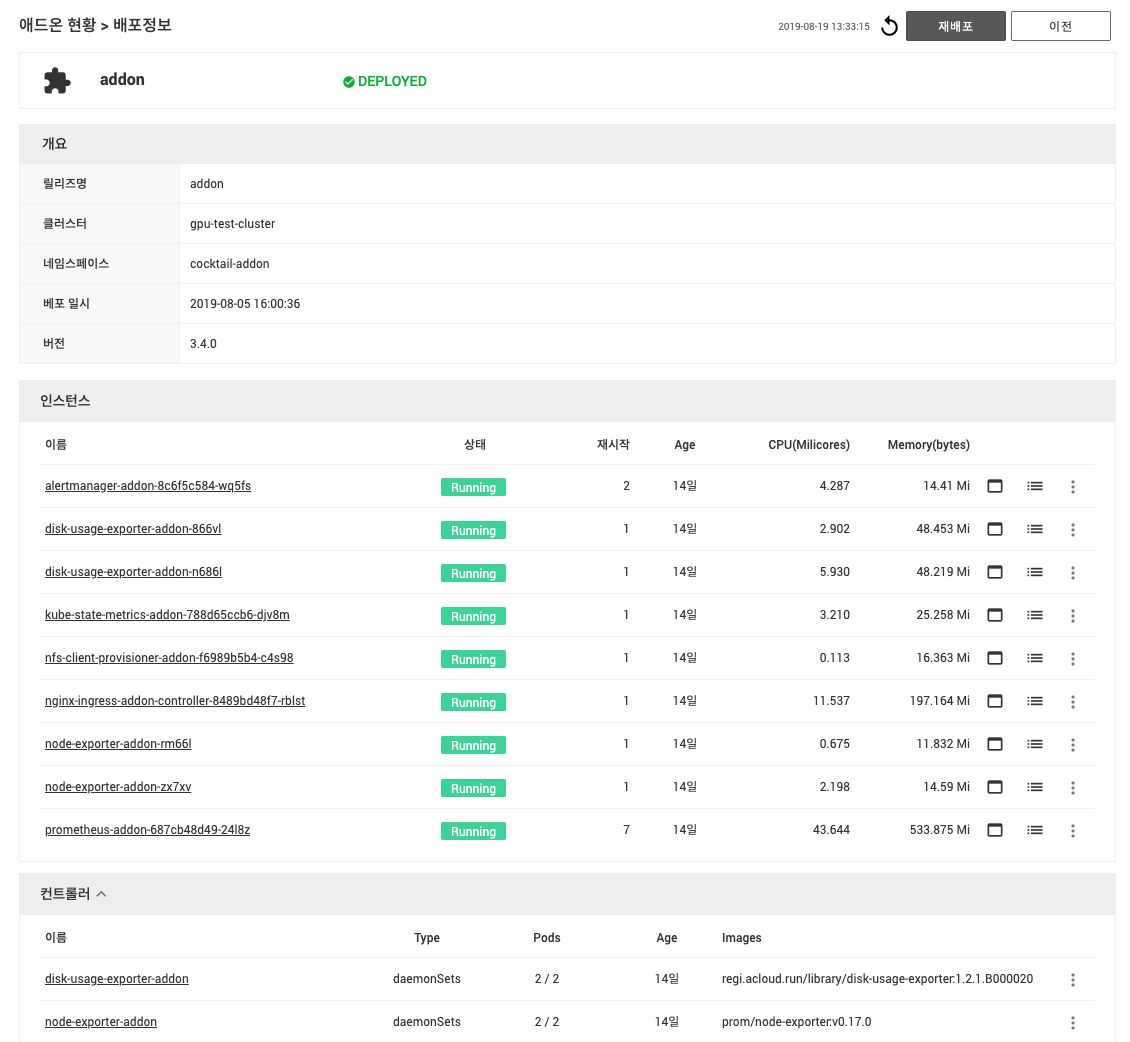 애드온 현황 > 배포정보 2019-08-19 13:33:15 재배포 이전
addon DEPLOYED
개요
릴리즈명 addon
클러스터 gpu-test-cluster
네임스페이스 cocktail-addon
베포 일시 2019-08-05 16:00:36
버전 3.4.0
인스턴스
이름 상태 재시작 Age CPU(Milicores) Memory(bytes)
alertmanager-addon-8c6f5c584-wq5fs Running 2 14일 4.287 14.41 Mi
disk-usage-exporter-addon-866vl Running 1 14일 2.902 48.453 Mi
disk-usage-exporter-addon-n686l Running 1 14일 5.930 48.219 Mi
kube-state-metrics-addon-788d65ccb6-djv8m Running 1 14일 3.210 25.258 Mi
nfs-client-provisioner-addon-f6989b5b4-c4s98 Running 1 14일 0.113 16.363 Mi
nginx-ingress-addon-controller-8489bd48f7-rblst Running 1 14일 11.537 197.164 Mi
node-exporter-addon-rm66l Running 1 14일 0.675 11.832 Mi
node-exporter-addon-zx7xv Running 1 14일 2.198 14.59 Mi
prometheus-addon-687cb48d49-24l8z Running 7 14일 43.644 533.875 Mi
컨트롤러
이름 Type Pods Age Images
disk-usage-exporter-addon daemonSets 2 / 2 14일 regi.acloud.run/library/disk-usage-exporter:1.2.1.B000020
node-exporter-addon daemonSets 2 / 2 14일 prom/node-exporter:v0.17.0